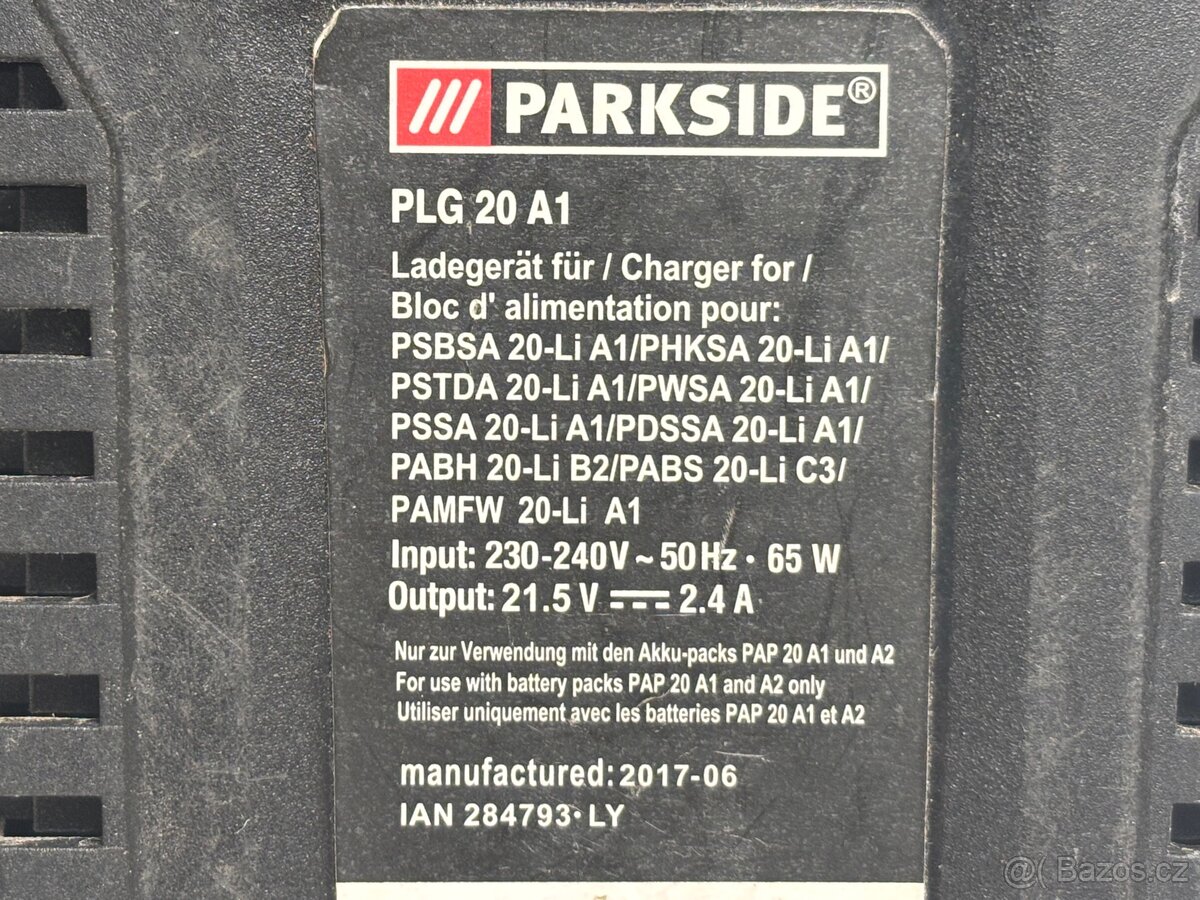 PARKSIDE®
PLG 20 A1
Ladegerät für / Charger for /
Bloc d' alimentation pour:
PSBSA 20-Li A1/PHKSA 20-Li A1/
PSTDA 20-Li A1/PWSA 20-Li A1/
PSSA 20-Li A1/PDSSA 20-Li A1/
PABH 20-Li B2/PABS 20-Li C3/
PAMFW 20-Li A1
Input: 230-240V ~ 50 Hz · 65 W
Output: 21.5 V ⎓ 2.4 A
Nur zur Verwendung mit den Akku-packs PAP 20 A1 und A2
For use with battery packs PAP 20 A1 and A2 only
Utiliser uniquement avec les batteries PAP 20 A1 et A2
manufactured: 2017-06
IAN 284793· LY
@( Bazos.cz